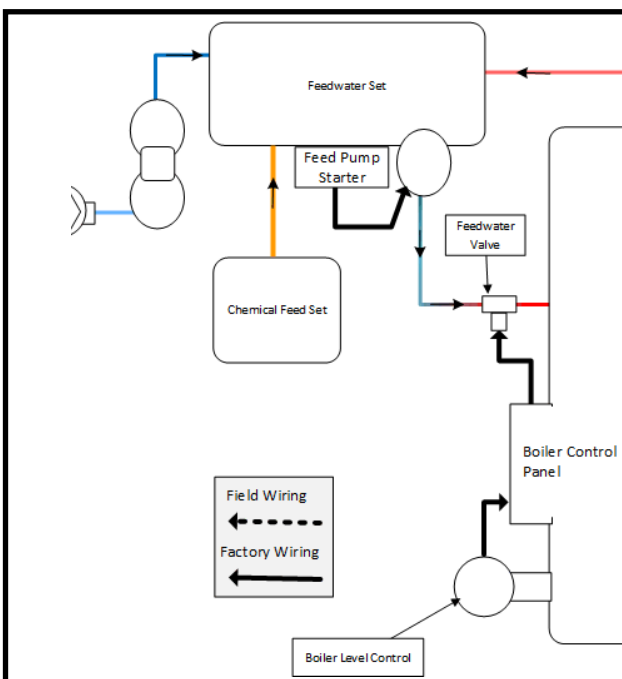 Feedwater Set
Feed Pump
Starter
Feedwater
Valve
Chemical Feed Set
Boiler Control
Panel
Field Wiring
Factory Wiring
Boiler Level Control